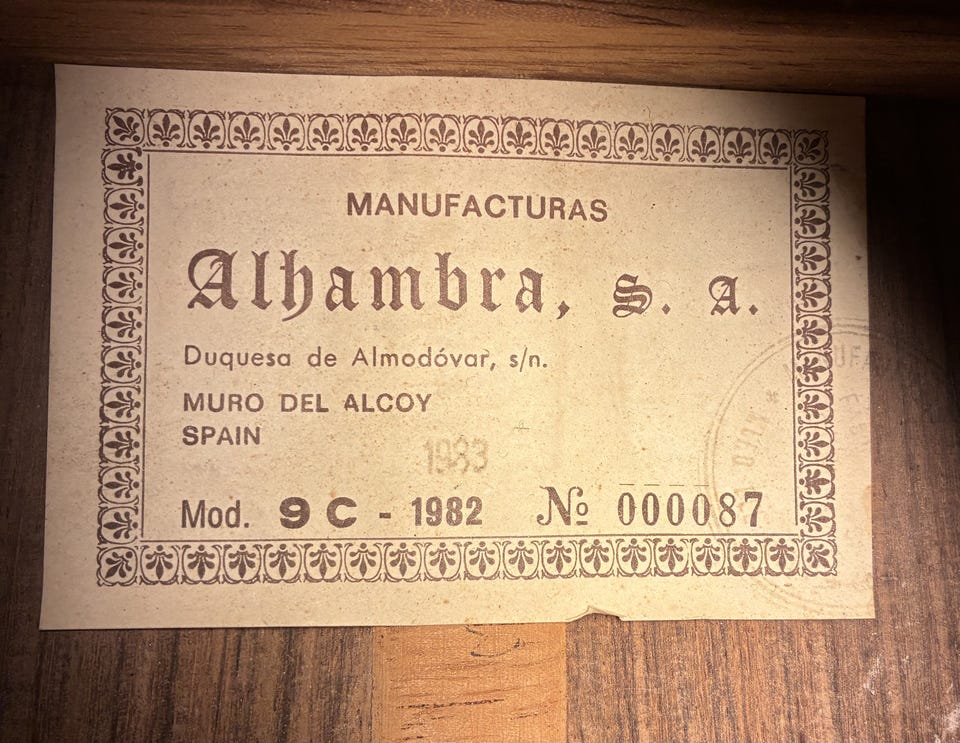 MANUFACTURAS
Alhambra, S. A.
Duquesa de Almodóvar, s/n.
MURO DEL ALCOY
SPAIN
1983
Mod. 9 C - 1982 Nº 000087